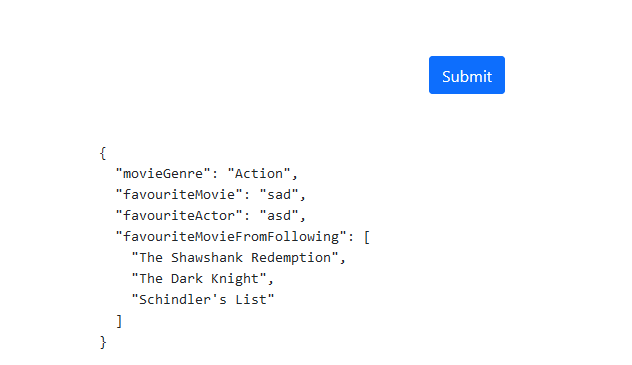 Submit
{
  "movieGenre": "Action",
  "favouriteMovie": "sad",
  "favouriteActor": "asd",
  "favouriteMovieFromFollowing": [
    "The Shawshank Redemption",
    "The Dark Knight",
    "Schindler's List"
  ]
}